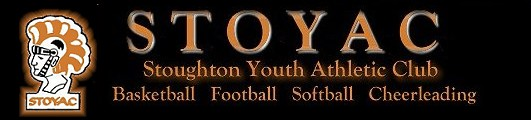 STOYAC
Stoughton Youth Athletic Club
Basketball Football Softball Cheerleading
STOYAC